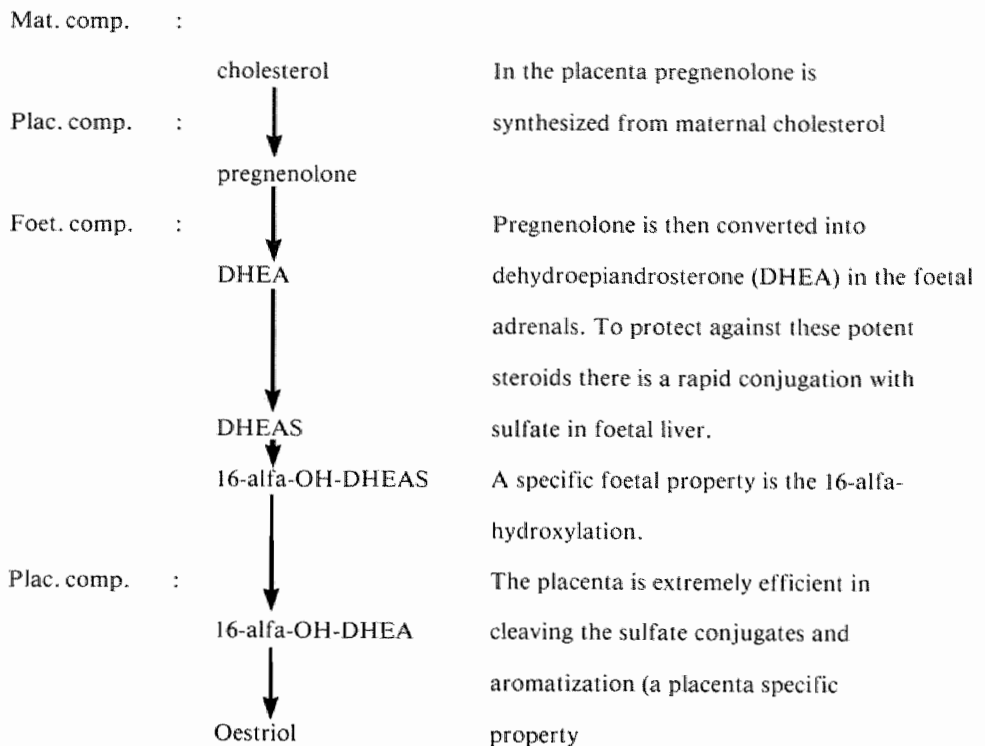 Mat. comp. :
cholesterol In the placenta pregnenolone is
Plac. comp. : synthesized from maternal cholesterol
pregnenolone
Foet. comp. : Pregnenolone is then converted into
DHEA dehydroepiandrosterone (DHEA) in the foetal
adrenals. To protect against these potent
steroids there is a rapid conjugation with
DHEAS sulfate in foetal liver.
16-alfa-OH-DHEAS A specific foetal property is the 16-alfa-
hydroxylation.
Plac. comp. : The placenta is extremely efficient in
16-alfa-OH-DHEA cleaving the sulfate conjugates and
aromatization (a placenta specific
Oestriol property